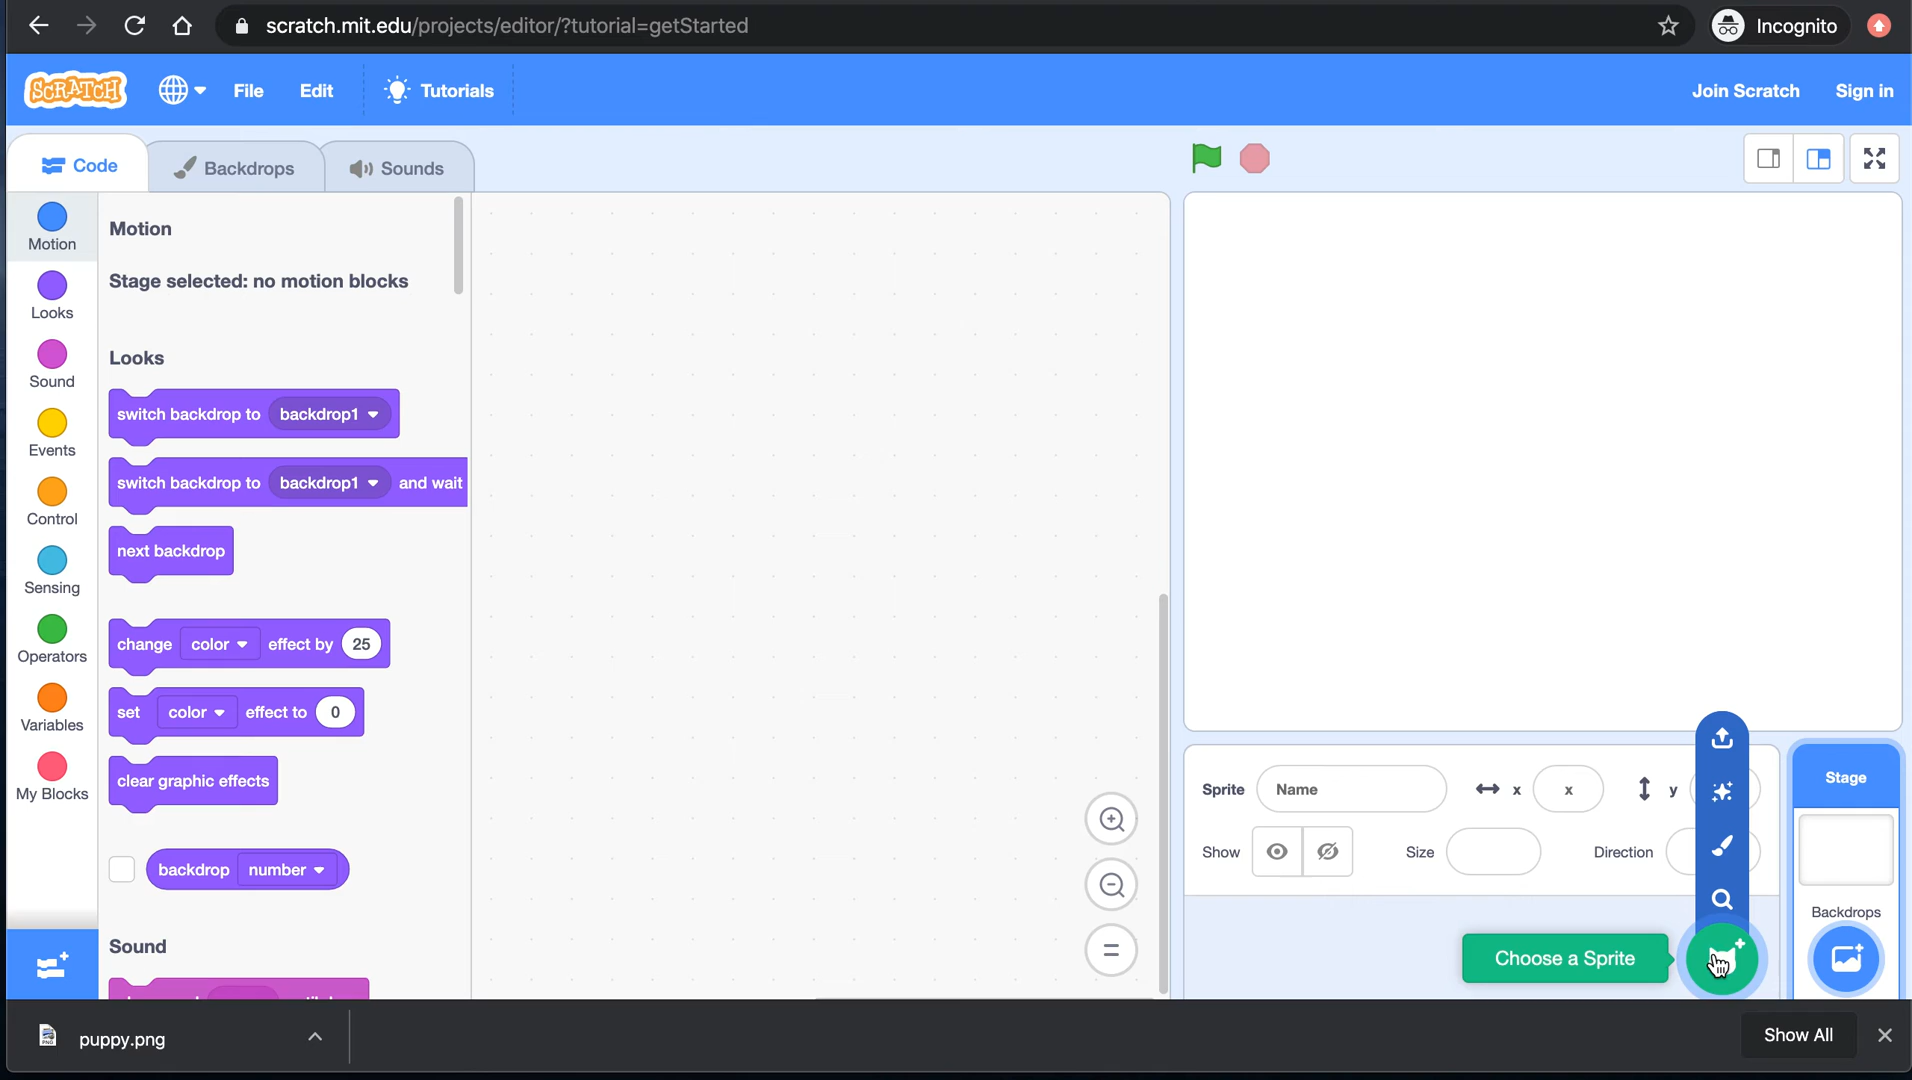 scratch.mit.edu/projects/editor/?tutorial=getStarted
Incognito
SCRATCH
File
Edit
Tutorials
Join Scratch
Sign in
Code
Backdrops
Sounds
Motion
Looks
Sound
Events
Control
Sensing
Operators
Variables
My Blocks
Motion
Stage selected: no motion blocks
Looks
switch backdrop to backdrop1
switch backdrop to backdrop1 and wait
next backdrop
change color effect by 25
set color effect to 0
clear graphic effects
backdrop number
Sound
Sprite Name x x y
Show Size Direction
Choose a Sprite
Stage
Backdrops
puppy.png
Show All